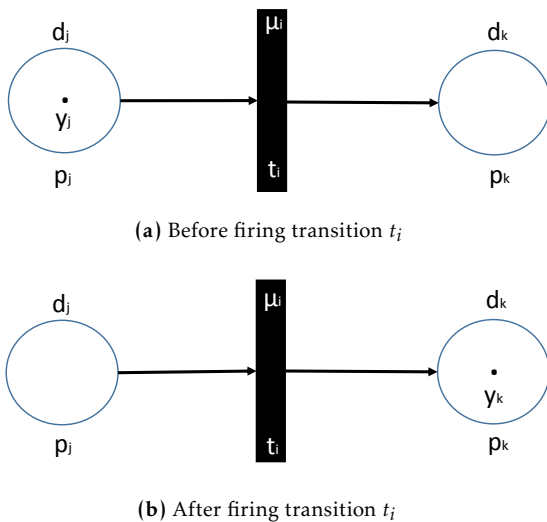 dⱼ μᵢ dₖ
yⱼ
pⱼ tᵢ pₖ
(a) Before firing transition tᵢ
dⱼ μᵢ dₖ
yₖ
pⱼ tᵢ pₖ
(b) After firing transition tᵢ